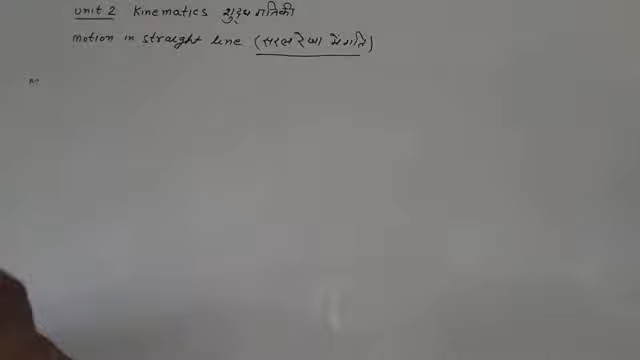 Unit 2 Kinematics शुद्ध गतिकी
Motion in straight line (सरल रेखा में गति)